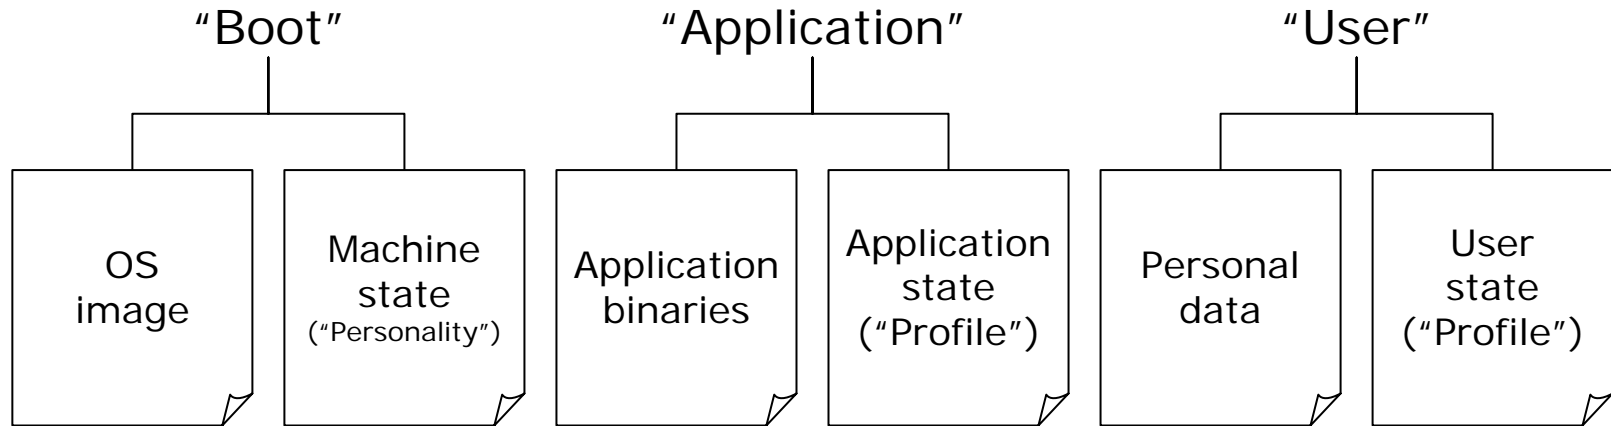 “Boot”
“Application”
“User”
OS
image
Machine
state
(“Personality”)
Application
binaries
Application
state
(“Profile”)
Personal
data
User
state
(“Profile”)